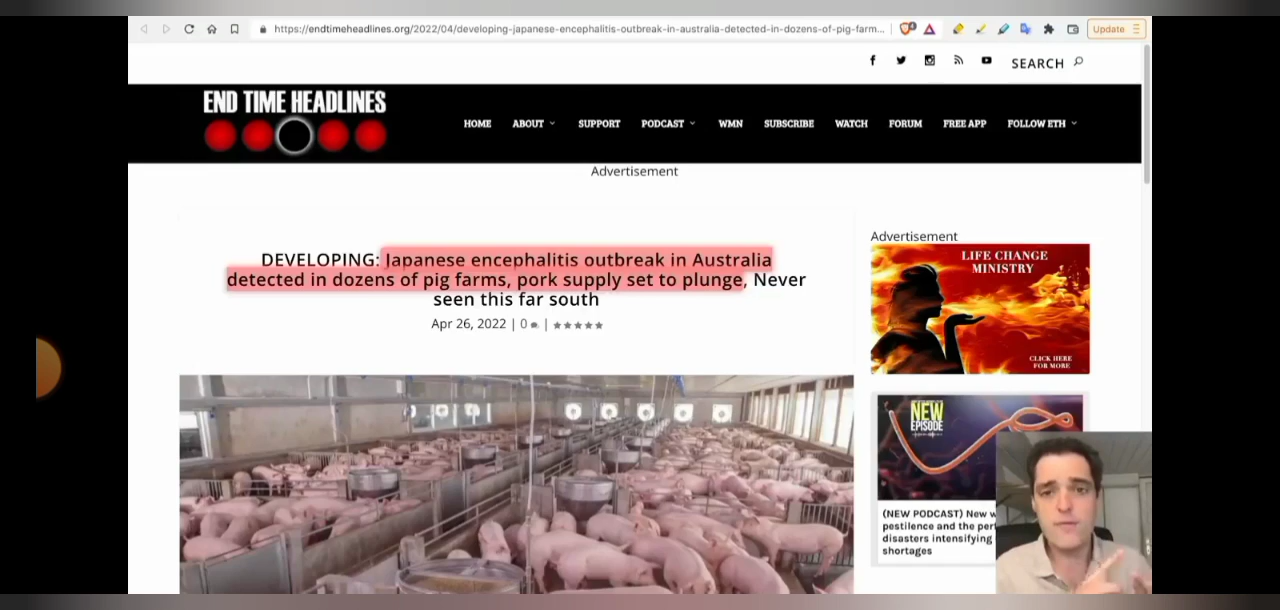 https://endtimeheadlines.org/2022/04/developing-japanese-encephalitis-outbreak-in-australia-detected-in-dozens-of-pig-farm...
4
Update
SEARCH
END TIME HEADLINES
HOME ABOUT SUPPORT PODCAST WMN SUBSCRIBE WATCH FORUM FREE APP FOLLOW ETH
Advertisement
DEVELOPING: Japanese encephalitis outbreak in Australia
detected in dozens of pig farms, pork supply set to plunge, Never
seen this far south
Apr 26, 2022 | 0 |
Advertisement
LIFE CHANGE
MINISTRY
CLICK HERE
FOR MORE
NEW
EPISODE
(NEW PODCAST) New
pestilence and the
disasters intensifying
shortages